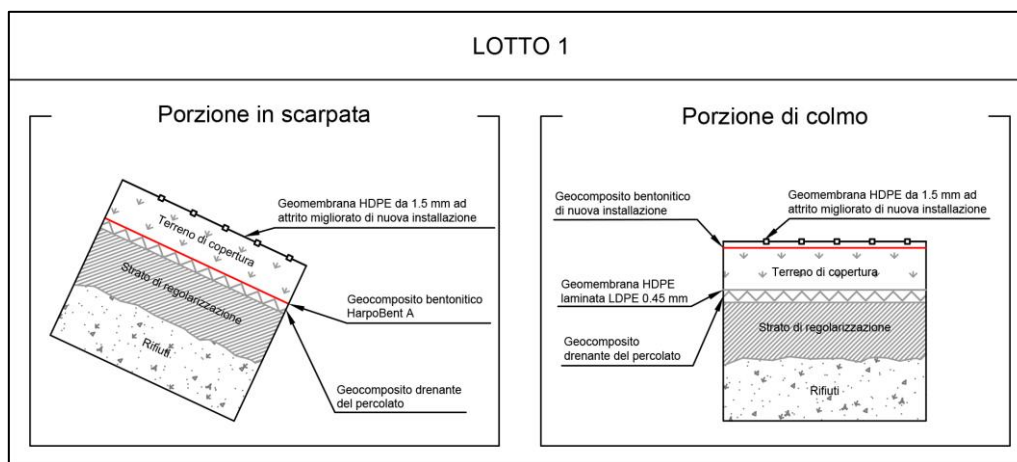 LOTTO 1
Porzione in scarpata
Geomembrana HDPE da 1.5 mm ad
attrito migliorato di nuova installazione
Terreno di copertura
Strato di regolarizzazione
Rifiuti
Geocomposito bentonitico
HarpoBent A
Geocomposito drenante
del percolato
Porzione di colmo
Geocomposito bentonitico
di nuova installazione
Geomembrana HDPE da 1.5 mm ad
attrito migliorato di nuova installazione
Terreno di copertura
Geomembrana HDPE
laminata LDPE 0.45 mm
Strato di regolarizzazione
Geocomposito
drenante del percolato
Rifiuti